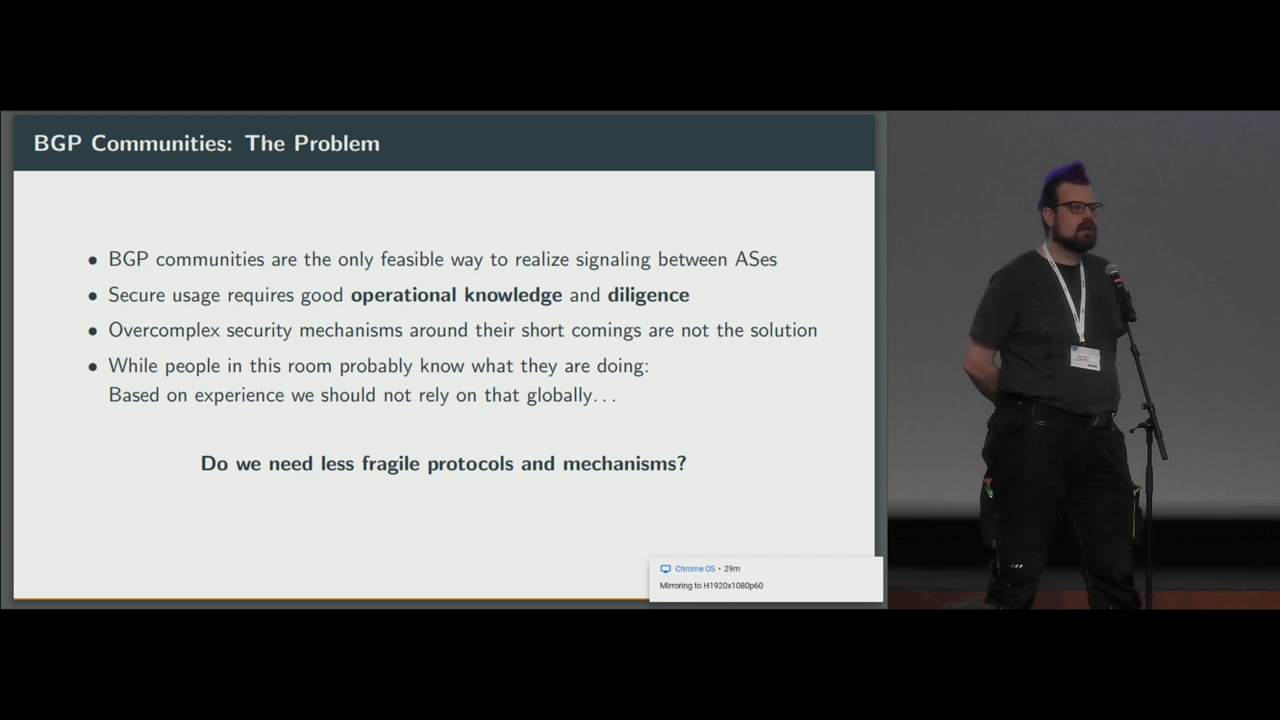 BGP Communities: The Problem
• BGP communities are the only feasible way to realize signaling between ASes
• Secure usage requires good operational knowledge and diligence
• Overcomplex security mechanisms around their short comings are not the solution
• While people in this room probably know what they are doing:
Based on experience we should not rely on that globally...
Do we need less fragile protocols and mechanisms?
Chrome OS • 29m
Mirroring to H1920x1080p60